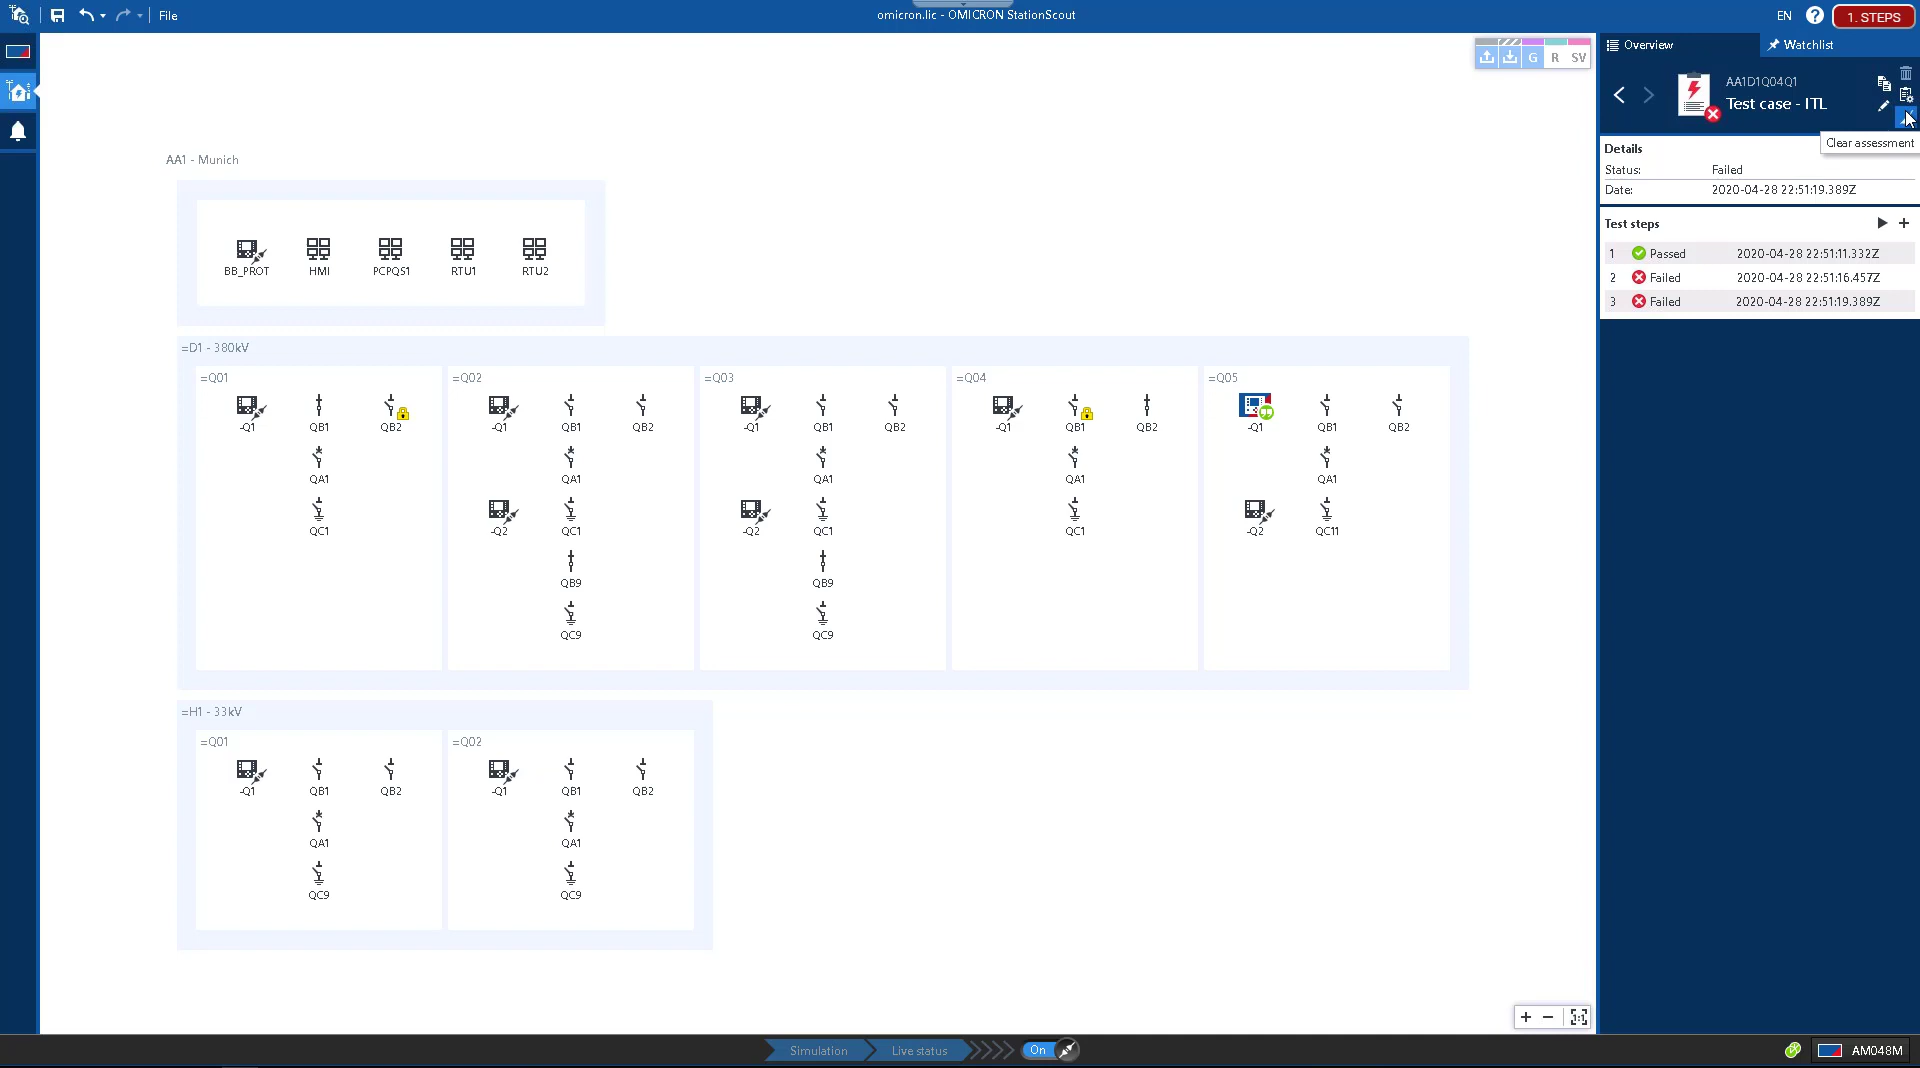 File
omicron.lic - OMICRON StationScout
EN
?
1. STEPS
G R SV
Overview
Watchlist
AA1D1Q04Q1
Test case - ITL
Clear assessment
Details
Status: Failed
Date: 2020-04-28 22:51:19.389Z
Test steps
1 Passed 2020-04-28 22:51:11.332Z
2 Failed 2020-04-28 22:51:16.457Z
3 Failed 2020-04-28 22:51:19.389Z
AA1 - Munich
BB_PROT HMI PCPQS1 RTU1 RTU2
=D1 - 380kV
=Q01 =Q02 =Q03 =Q04 =Q05
-Q1 QB1 QB2 -Q1 QB1 QB2 -Q1 QB1 QB2 -Q1 QB1 QB2 -Q1 QB1 QB2
QA1 QA1 QA1 QA1 QA1
QC1 -Q2 QC1 -Q2 QC1 QC1 -Q2 QC11
QB9 QB9
QC9 QC9
=H1 - 33kV
=Q01 =Q02
-Q1 QB1 QB2 -Q1 QB1 QB2
QA1 QA1
QC9 QC9
+ − 1:1
Simulation Live status On
AM048M